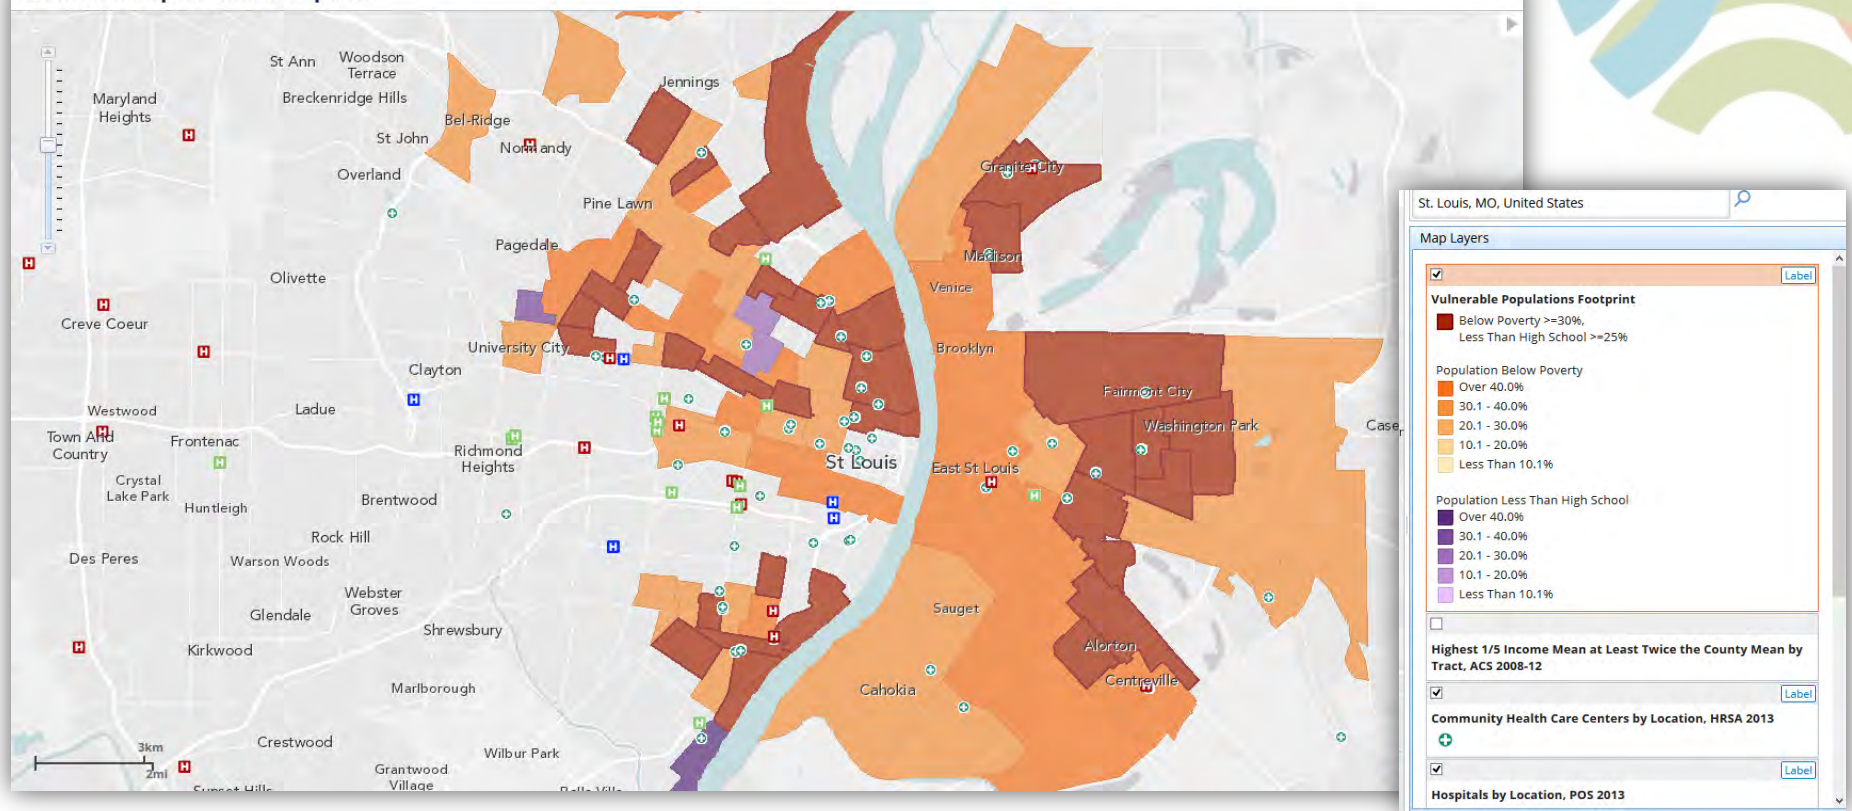 St Ann
Woodson
Terrace
Jennings
Maryland
Heights
Breckenridge Hills
Bel-Ridge
St John
Normandy
Overland
Granite City
Pine Lawn
Pagedale
Madison
Olivette
Venice
Creve Coeur
University City
Brooklyn
Clayton
Fairmont City
Westwood
Ladue
Washington Park
Town And
Country
Frontenac
Richmond
Heights
St Louis
East St Louis
Crystal
Lake Park
Huntleigh
Brentwood
Rock Hill
Des Peres
Warson Woods
Webster
Groves
Glendale
Sauget
Shrewsbury
Kirkwood
Alorton
Marlborough
Cahokia
Centreville
Crestwood
3km
2mi
Wilbur Park
Grantwood
Village
St. Louis, MO, United States
Map Layers
Label
Vulnerable Populations Footprint
Below Poverty >=30%,
Less Than High School >=25%
Population Below Poverty
Over 40.0%
30.1 - 40.0%
20.1 - 30.0%
10.1 - 20.0%
Less Than 10.1%
Population Less Than High School
Over 40.0%
30.1 - 40.0%
20.1 - 30.0%
10.1 - 20.0%
Less Than 10.1%
Highest 1/5 Income Mean at Least Twice the County Mean by
Tract, ACS 2008-12
Label
Community Health Care Centers by Location, HRSA 2013
Label
Hospitals by Location, POS 2013